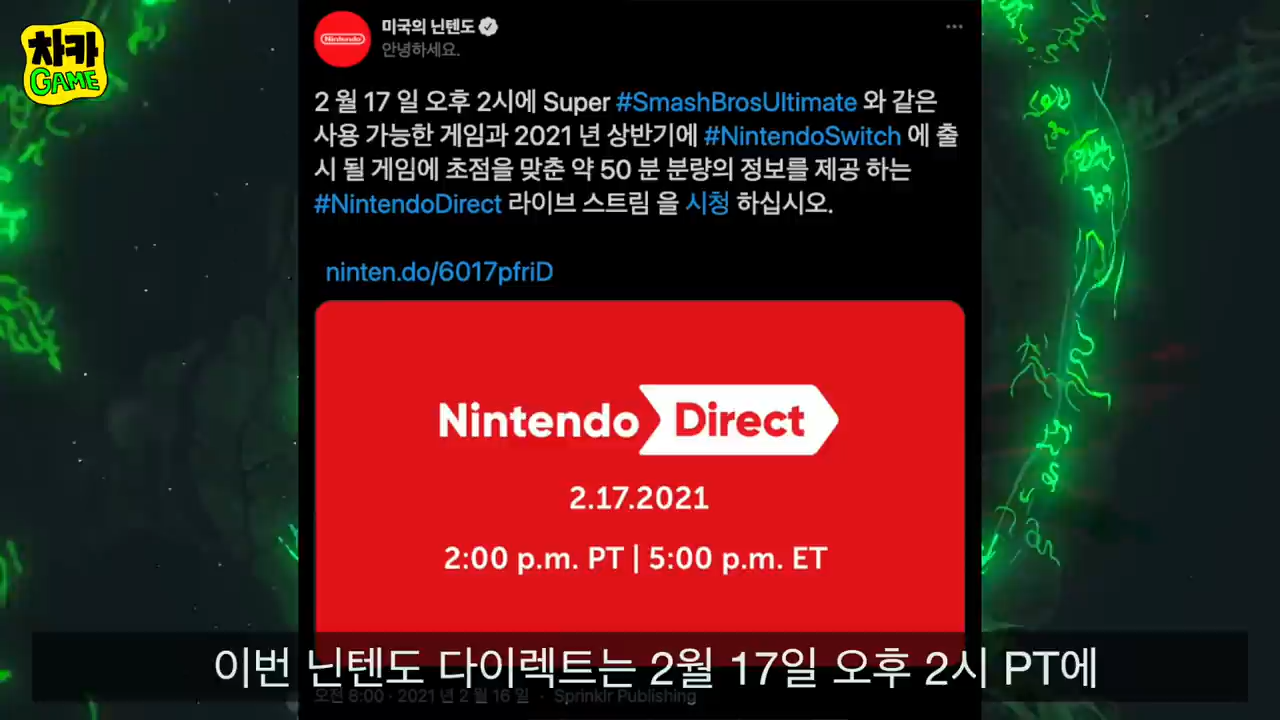 차카
GAME
Nintendo
미국의 닌텐도
안녕하세요.
2 월 17 일 오후 2시에 Super #SmashBrosUltimate 와 같은
사용 가능한 게임과 2021 년 상반기에 #NintendoSwitch 에 출
시 될 게임에 초점을 맞춘 약 50 분 분량의 정보를 제공 하는
#NintendoDirect 라이브 스트림 을 시청 하십시오.
ninten.do/6017pfriD
Nintendo Direct
2.17.2021
2:00 p.m. PT | 5:00 p.m. ET
이번 닌텐도 다이렉트는 2월 17일 오후 2시 PT에
오전 8:00 · 2021 년 2 월 16 일 · Sprinklr Publishing